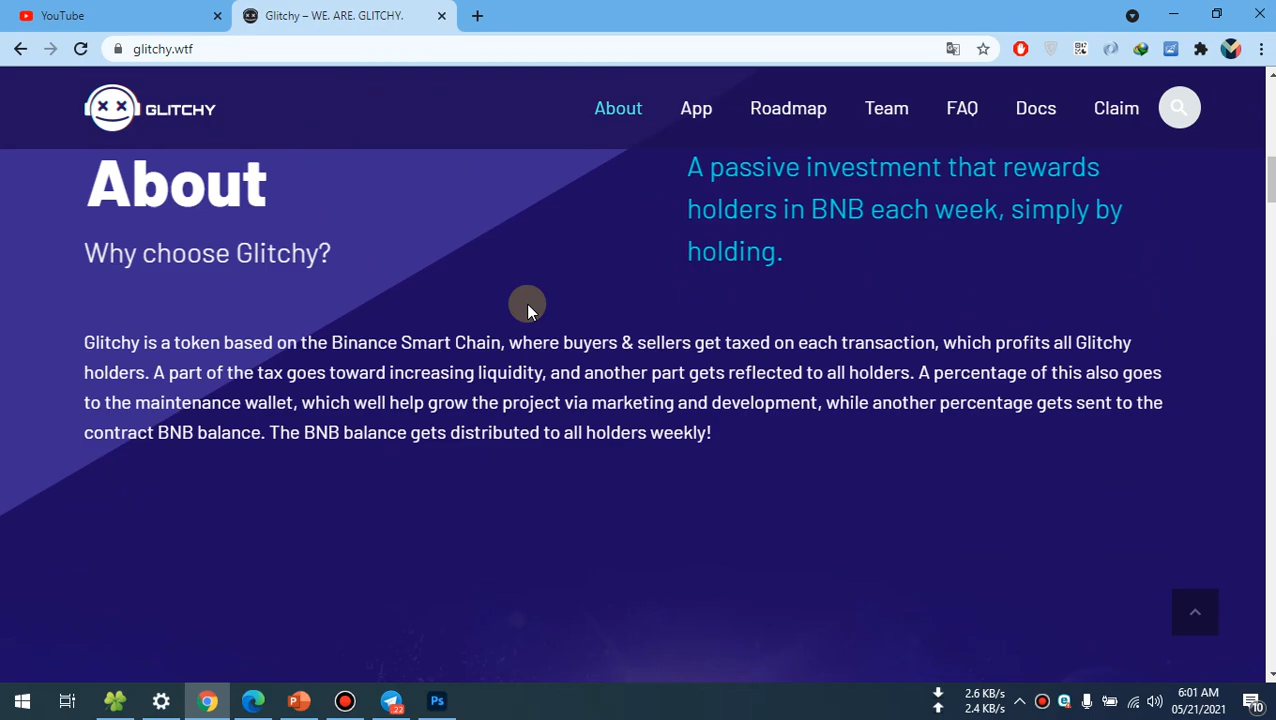 YouTube
Glitchy – WE. ARE. GLITCHY.
glitchy.wtf
GLITCHY
About
App
Roadmap
Team
FAQ
Docs
Claim
About
Why choose Glitchy?
A passive investment that rewards
holders in BNB each week, simply by
holding.
Glitchy is a token based on the Binance Smart Chain, where buyers & sellers get taxed on each transaction, which profits all Glitchy
holders. A part of the tax goes toward increasing liquidity, and another part gets reflected to all holders. A percentage of this also goes
to the maintenance wallet, which well help grow the project via marketing and development, while another percentage gets sent to the
contract BNB balance. The BNB balance gets distributed to all holders weekly!
22
Ps
2.6 KB/s
2.4 KB/s
6:01 AM
05/21/2021
10